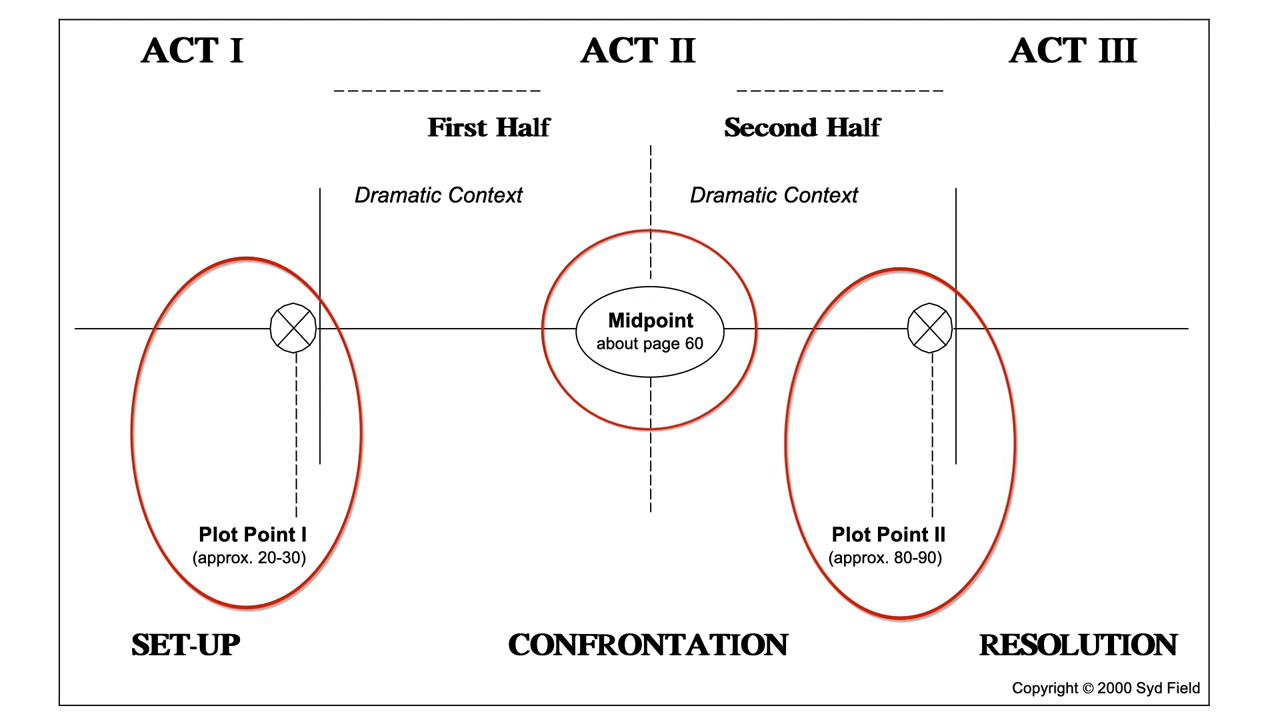 ACT I
ACT II
ACT III
First Half
Second Half
Dramatic Context
Dramatic Context
Midpoint
about page 60
Plot Point I
(approx. 20-30)
Plot Point II
(approx. 80-90)
SET-UP
CONFRONTATION
RESOLUTION
Copyright © 2000 Syd Field